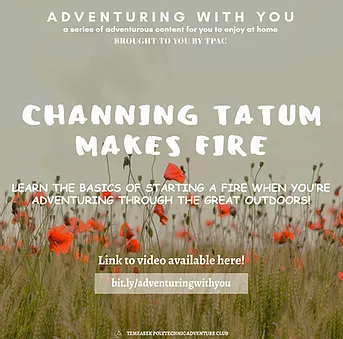 ADVENTURING WITH YOU
a series of adventurous content for you to enjoy at home
BROUGHT TO YOU BY TPAC
CHANNING TATUM
MAKES FIRE
LEARN THE BASICS OF STARTING A FIRE WHEN YOU'RE
ADVENTURING THROUGH THE GREAT OUTDOORS!
Link to video available here!
bit.ly/adventuringwithyou
TEMASEK POLYTECHNIC ADVENTURE CLUB